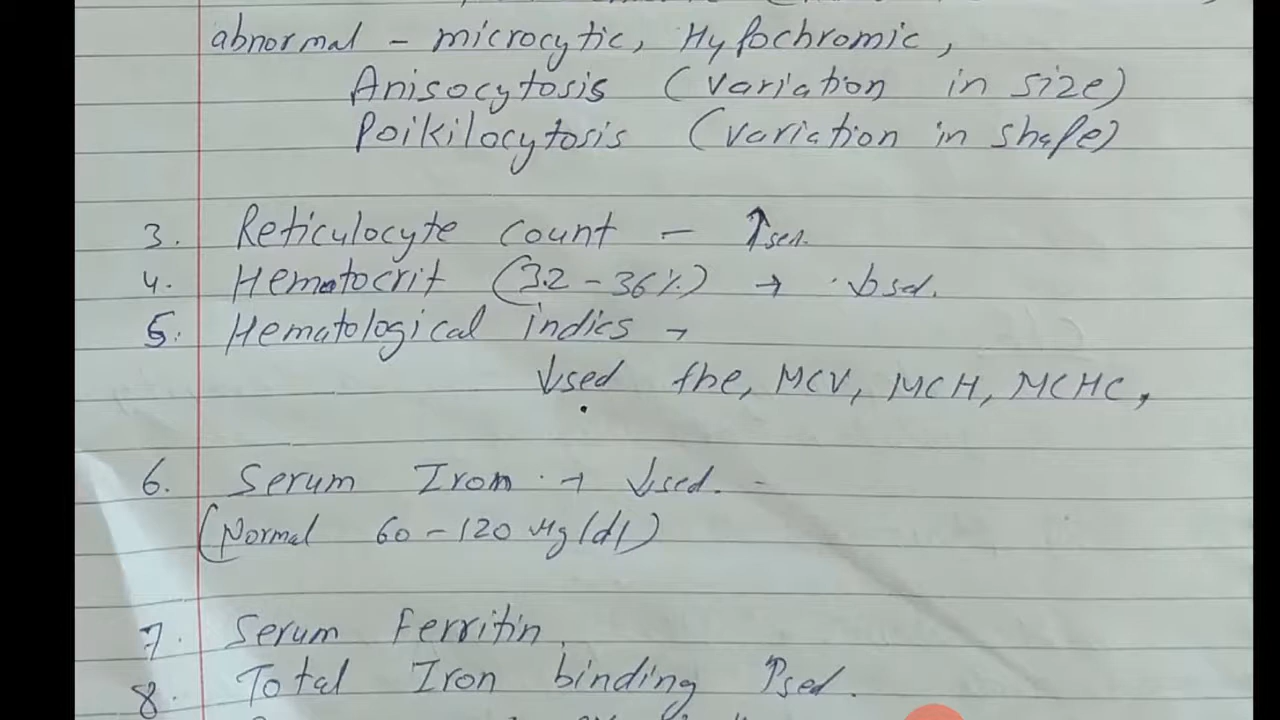 abnormal - microcytic, Hypochromic,
Anisocytosis (variation in size)
Poikilocytosis (variation in shape)
3. Reticulocyte count - ↑sed.
4. Hematocrit (32-36%) → ↓sed.
5. Hematological indics →
↓sed the, MCV, MCH, MCHC,
6. Serum Iron → ↓sed. -
(Normal 60-120 μg/dl)
7. Serum Ferritin.
8. Total Iron binding ↑sed.